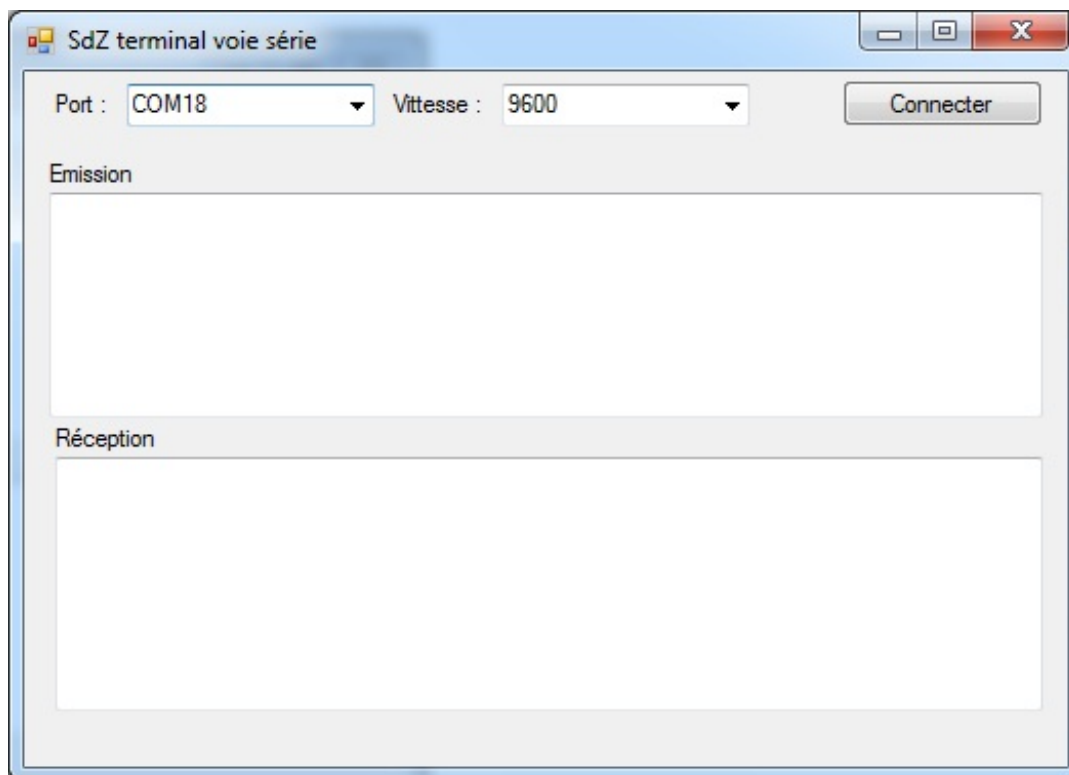 SdZ terminal voie série
Port : COM18 Vittesse : 9600 Connecter
Emission
Réception